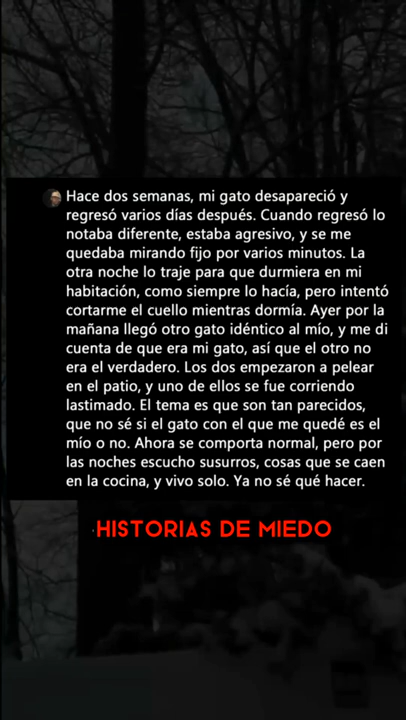 Hace dos semanas, mi gato desapareció y
regresó varios días después. Cuando regresó lo
notaba diferente, estaba agresivo, y se me
quedaba mirando fijo por varios minutos. La
otra noche lo traje para que durmiera en mi
habitación, como siempre lo hacía, pero intentó
cortarme el cuello mientras dormía. Ayer por la
mañana llegó otro gato idéntico al mío, y me di
cuenta de que era mi gato, así que el otro no
era el verdadero. Los dos empezaron a pelear
en el patio, y uno de ellos se fue corriendo
lastimado. El tema es que son tan parecidos,
que no sé si el gato con el que me quedé es el
mío o no. Ahora se comporta normal, pero por
las noches escucho susurros, cosas que se caen
en la cocina, y vivo solo. Ya no sé qué hacer.
HISTORIAS DE MIEDO